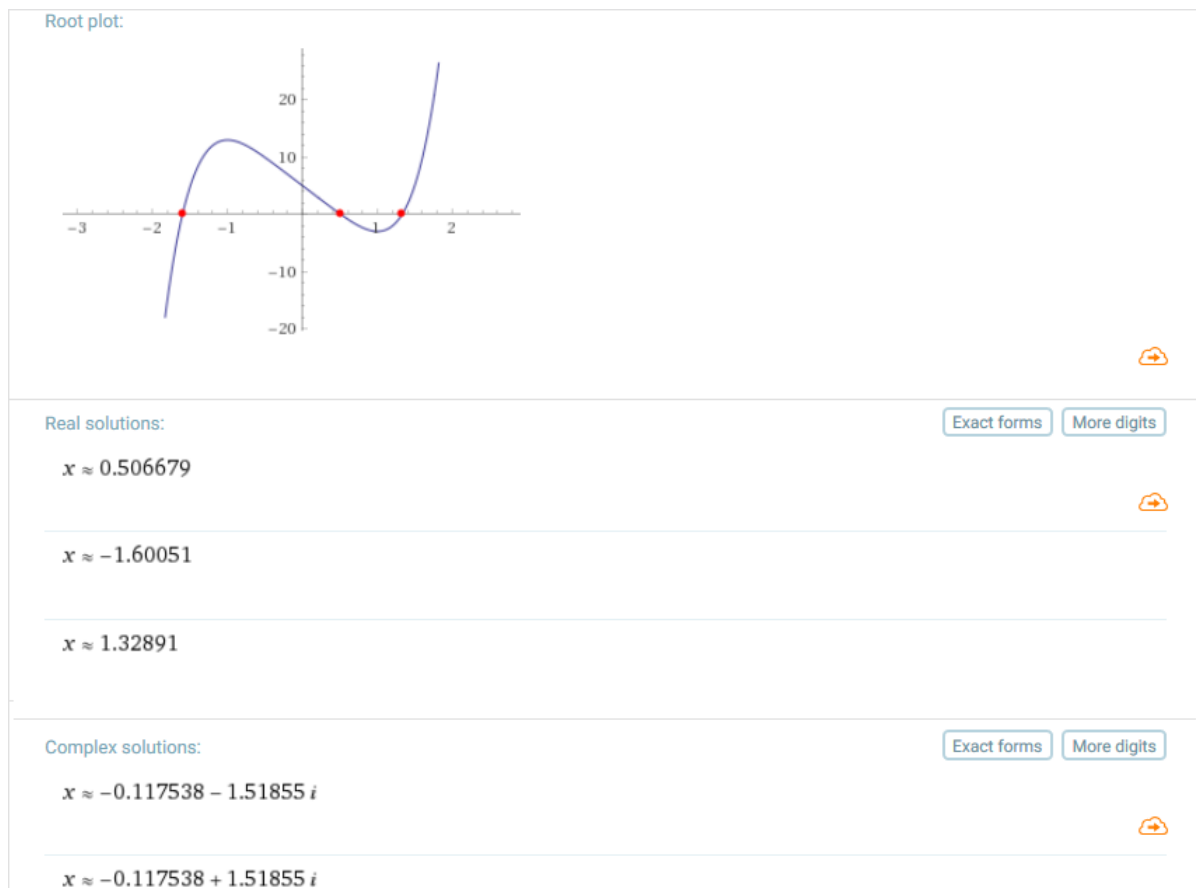 Root plot:
20
10
-3 -2 -1 1 2
-10
-20
Real solutions: Exact forms More digits
x ≈ 0.506679
x ≈ -1.60051
x ≈ 1.32891
Complex solutions: Exact forms More digits
x ≈ -0.117538 - 1.51855 i
x ≈ -0.117538 + 1.51855 i